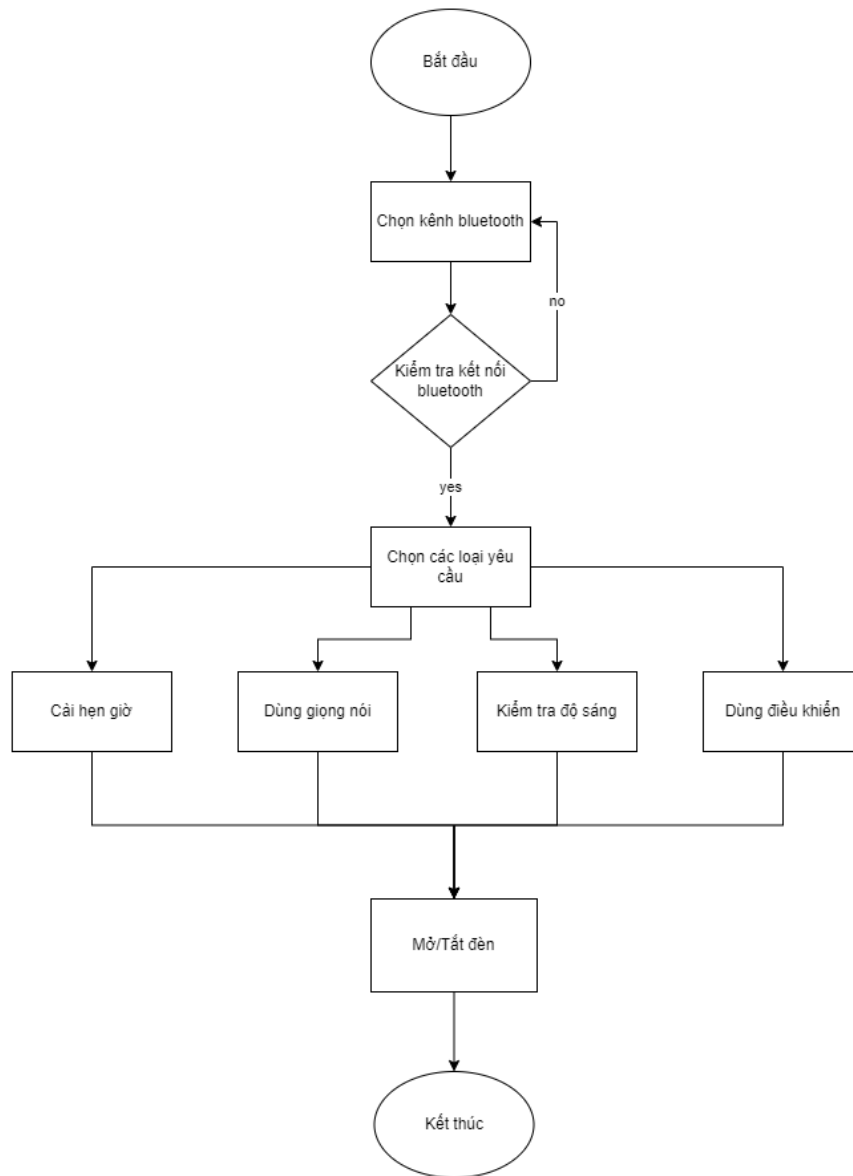 Bắt đầu
Chọn kênh bluetooth
no
Kiểm tra kết nối
bluetooth
yes
Chọn các loại yêu
cầu
Cải hẹn giờ
Dùng giọng nói
Kiểm tra độ sáng
Dùng điều khiển
Mở/Tắt đèn
Kết thúc